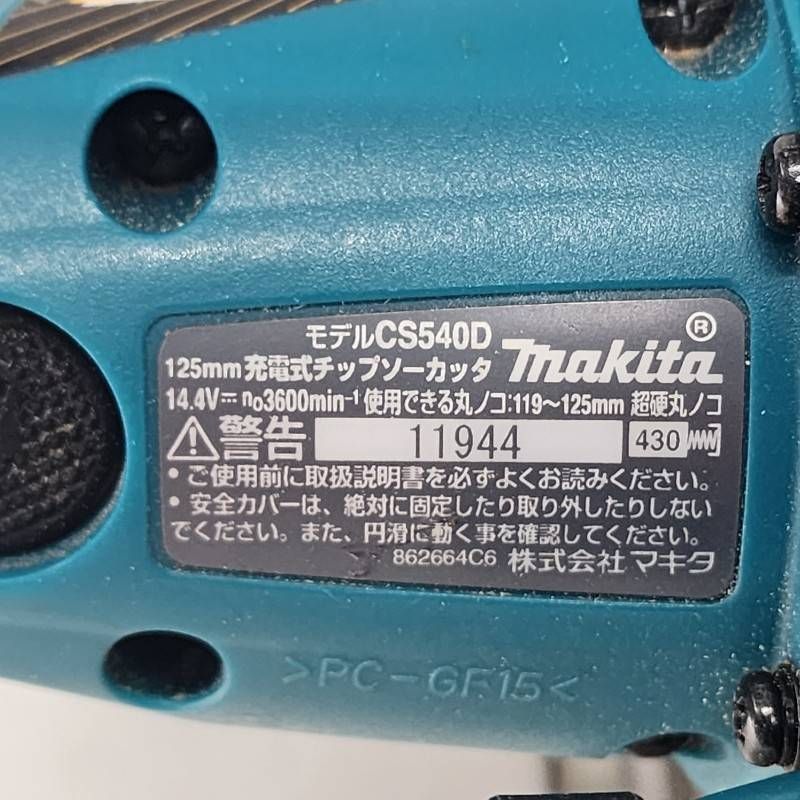 モデルCS540D
makita®
125mm 充電式チップソーカッタ
14.4V⎓ n₀3600min⁻¹ 使用できる丸ノコ:119～125mm 超硬丸ノコ
⚠警告 11944 430
・ご使用前に取扱説明書を必ずよくお読みください。
・安全カバーは、絶対に固定したり取り外したりしない
でください。また、円滑に動く事を確認してください。
862664C6 株式会社マキタ
>PC-GF15<